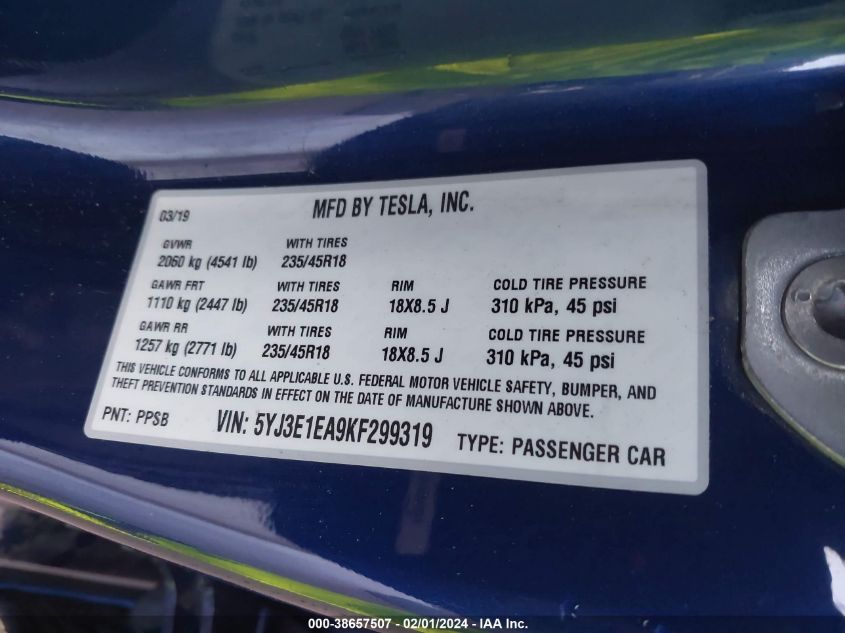 MFD BY TESLA, INC.
03/19
GVWR WITH TIRES
2060 kg (4541 lb) 235/45R18
GAWR FRT WITH TIRES RIM COLD TIRE PRESSURE
1110 kg (2447 lb) 235/45R18 18X8.5 J 310 kPa, 45 psi
GAWR RR WITH TIRES RIM COLD TIRE PRESSURE
1257 kg (2771 lb) 235/45R18 18X8.5 J 310 kPa, 45 psi
THIS VEHICLE CONFORMS TO ALL APPLICABLE U.S. FEDERAL MOTOR VEHICLE SAFETY, BUMPER, AND
THEFT PREVENTION STANDARDS IN EFFECT ON THE DATE OF MANUFACTURE SHOWN ABOVE.
PNT: PPSB VIN: 5YJ3E1EA9KF299319 TYPE: PASSENGER CAR
000-38657507 - 02/01/2024 - IAA Inc.